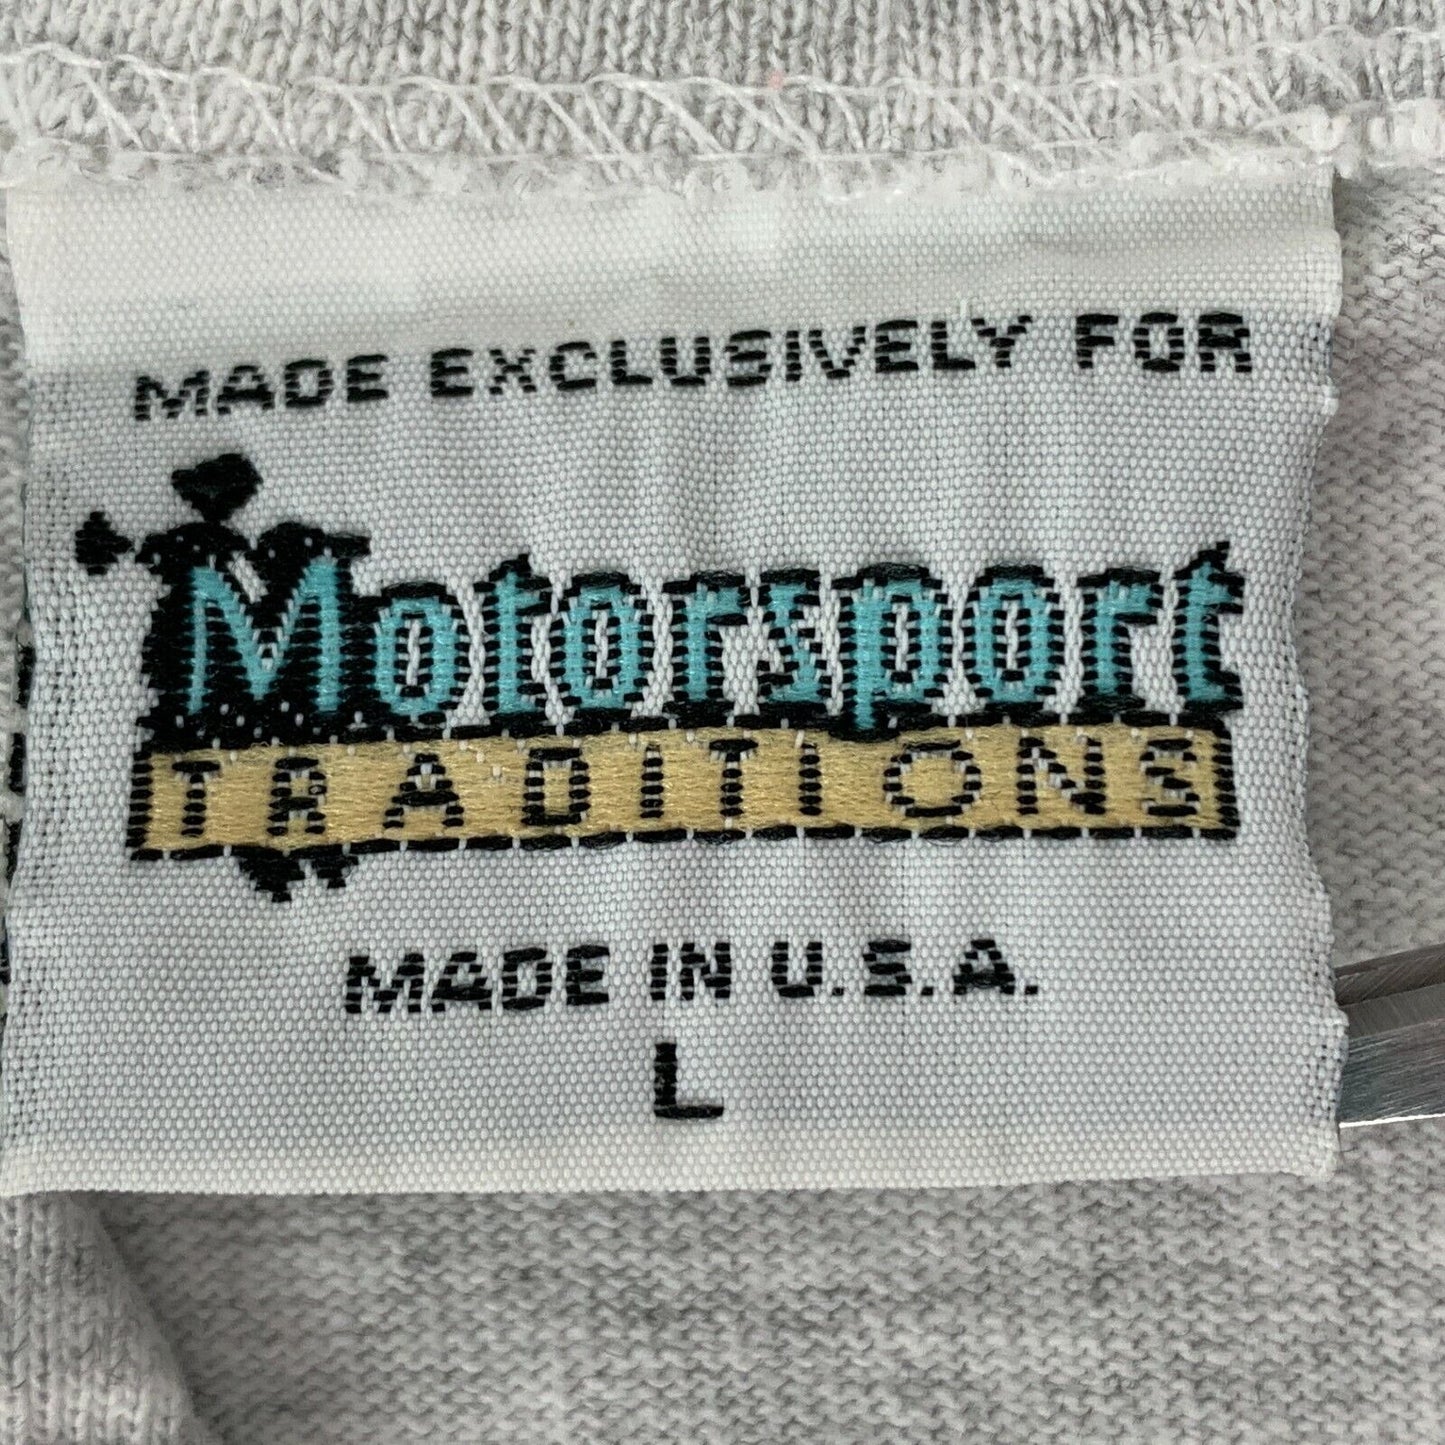 MADE EXCLUSIVELY FOR
Motorsport
TRADITIONS
MADE IN U.S.A.
L